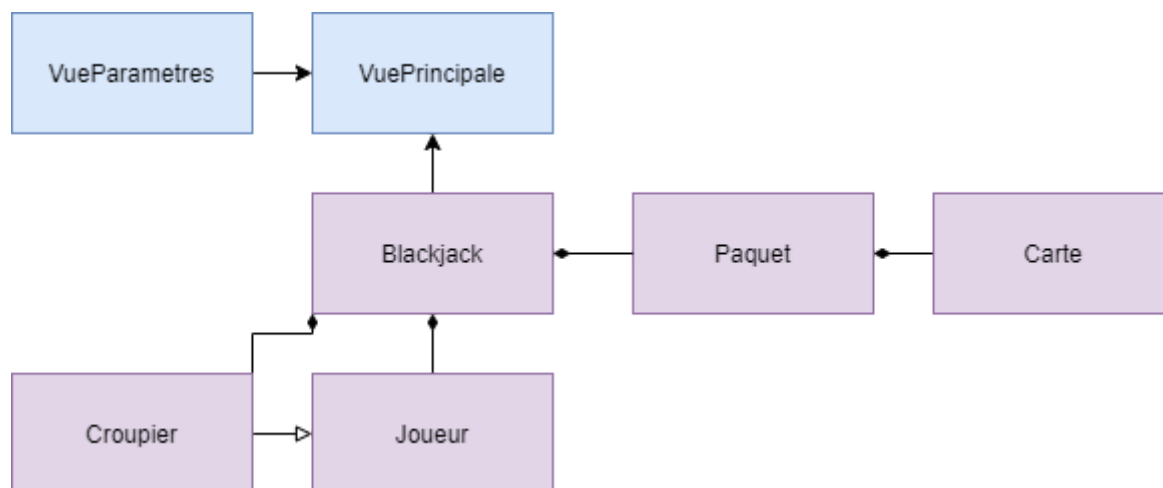 VueParametres
VuePrincipale
Blackjack
Paquet
Carte
Croupier
Joueur